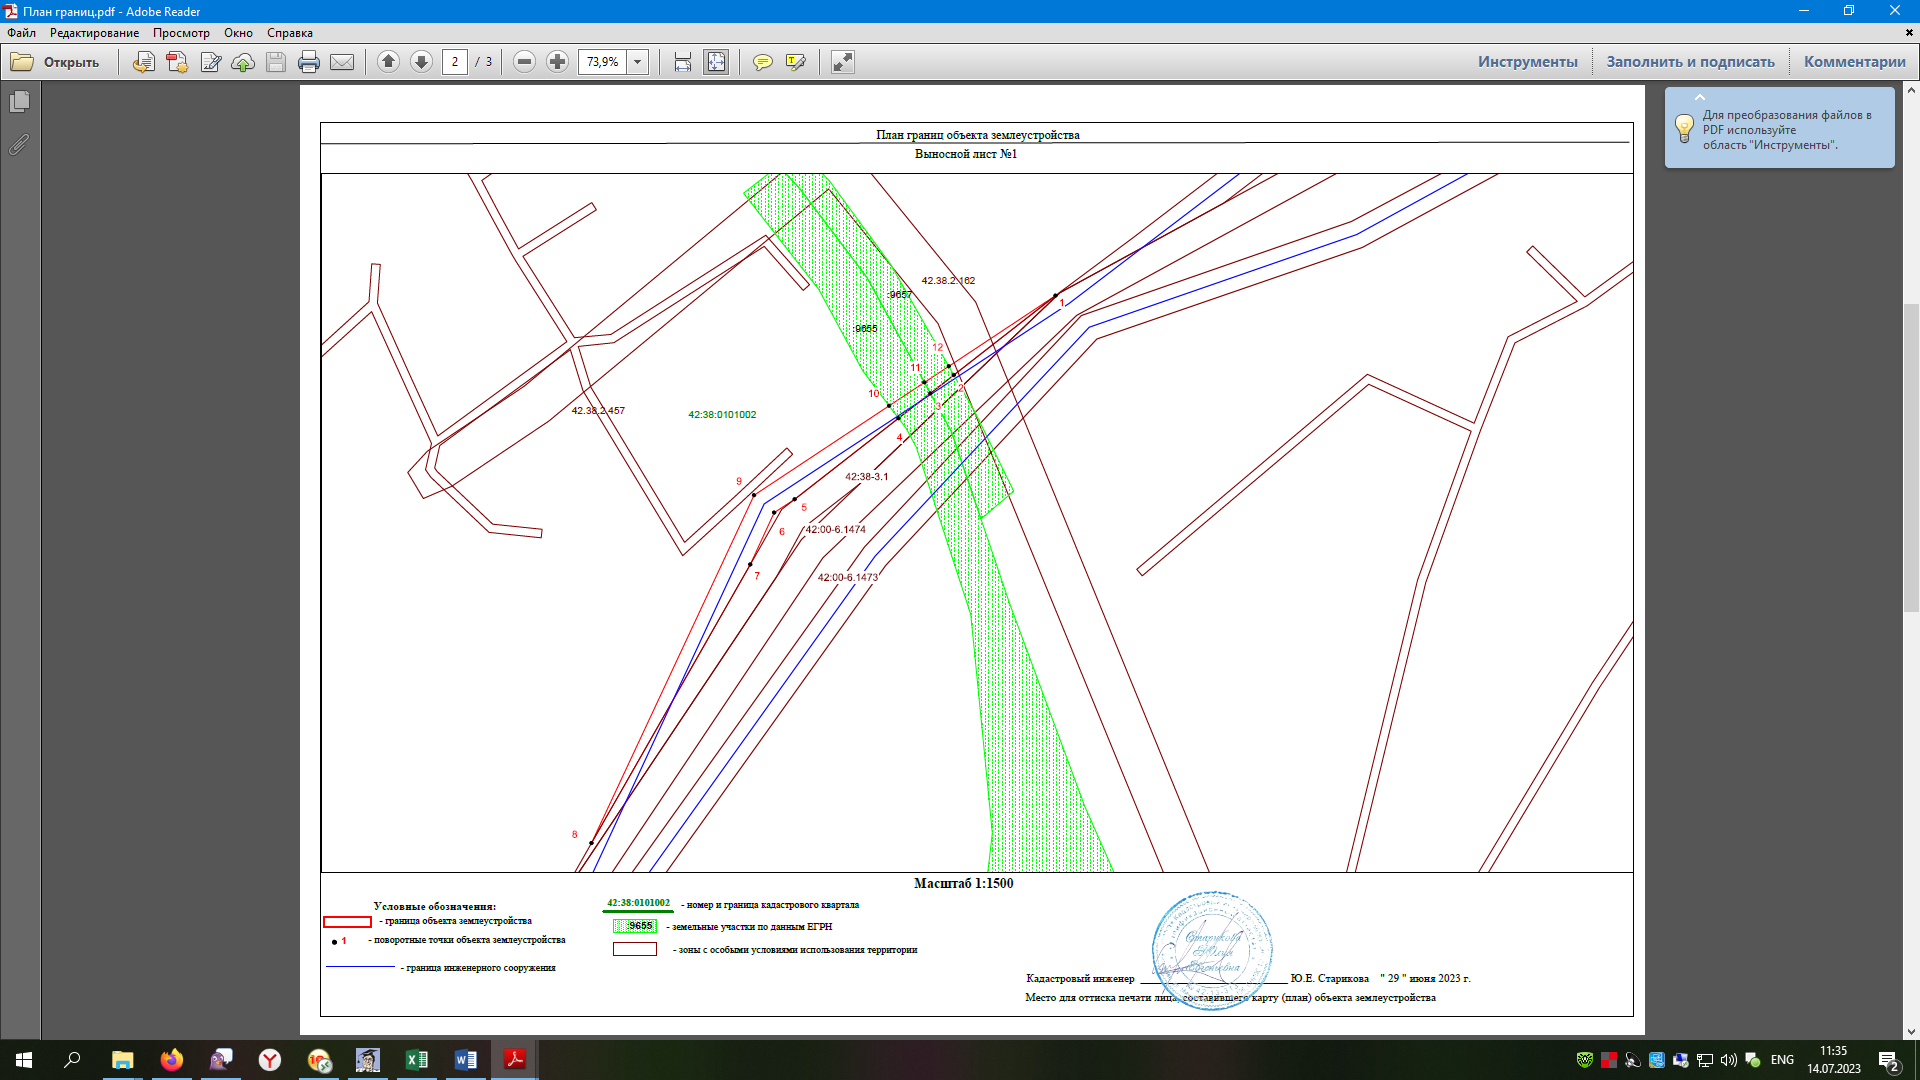 План границ.pdf - Adobe Reader
Файл Редактирование Просмотр Окно Справка
Открыть 2 / 3 73,9% Инструменты Заполнить и подписать Комментарии
Для преобразования файлов в
PDF используйте
область "Инструменты".
План границ объекта землеустройства
Выносной лист №1
42.38.2.162
:9657
1
:9655
12
11
2
10
3
42.38.2.457
42:38:0101002
4
42:38-3.1
9
5
6
42:00-6.1474
7
42:00-6.1473
8
Масштаб 1:1500
Условные обозначения:
- граница объекта землеустройства
1 - поворотные точки объекта землеустройства
- граница инженерного сооружения
42:38:0101002 - номер и граница кадастрового квартала
:9655 - земельные участки по данным ЕГРН
- зоны с особыми условиями использования территории
Кадастровый инженер Ю.Е. Старикова " 29 " июня 2023 г.
Место для оттиска печати лица, составившего карту (план) объекта землеустройства
Старикова
ENG
11:35
14.07.2023
2